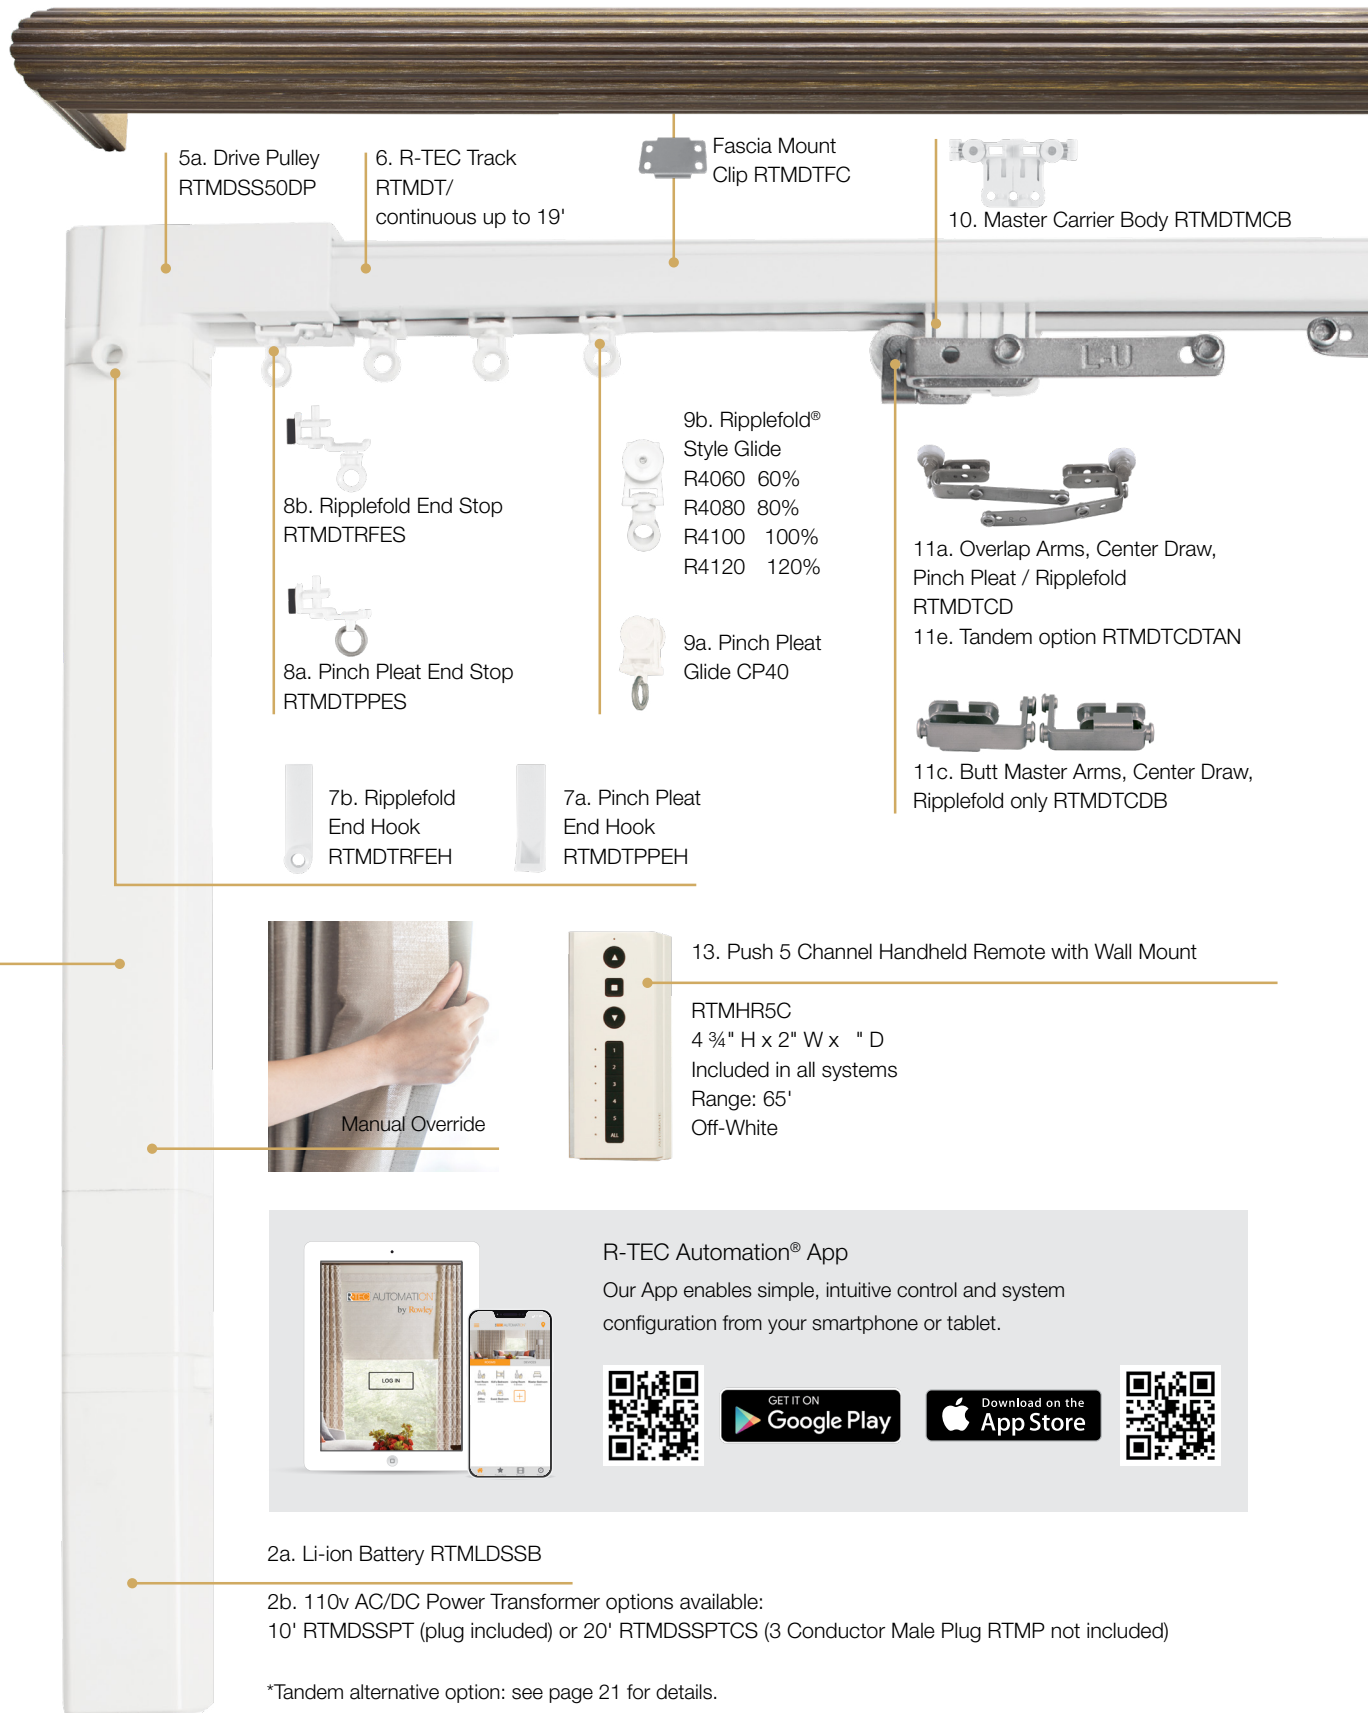 5a. Drive Pulley
RTMDSS50DP
6. R-TEC Track
RTMDT/
continuous up to 19'
Fascia Mount
Clip RTMDTFC
10. Master Carrier Body RTMDTMCB
8b. Ripplefold End Stop
RTMDTRFES
8a. Pinch Pleat End Stop
RTMDTPPES
9b. Ripplefold®
Style Glide
R4060 60%
R4080 80%
R4100 100%
R4120 120%
9a. Pinch Pleat
Glide CP40
11a. Overlap Arms, Center Draw,
Pinch Pleat / Ripplefold
RTMDTCD
11e. Tandem option RTMDTCDTAN
11c. Butt Master Arms, Center Draw,
Ripplefold only RTMDTCDB
7b. Ripplefold
End Hook
RTMDTRFEH
7a. Pinch Pleat
End Hook
RTMDTPPEH
Manual Override
1
2
3
4
5
ALL
13. Push 5 Channel Handheld Remote with Wall Mount
RTMHR5C
4 ¾" H x 2" W x " D
Included in all systems
Range: 65'
Off-White
R-TEC AUTOMATION
by Rowley
LOG IN
R-TEC Automation® App
Our App enables simple, intuitive control and system
configuration from your smartphone or tablet.
GET IT ON
Google Play
Download on the
App Store
2a. Li-ion Battery RTMLDSSB
2b. 110v AC/DC Power Transformer options available:
10' RTMDSSPT (plug included) or 20' RTMDSSPTCS (3 Conductor Male Plug RTMP not included)
*Tandem alternative option: see page 21 for details.